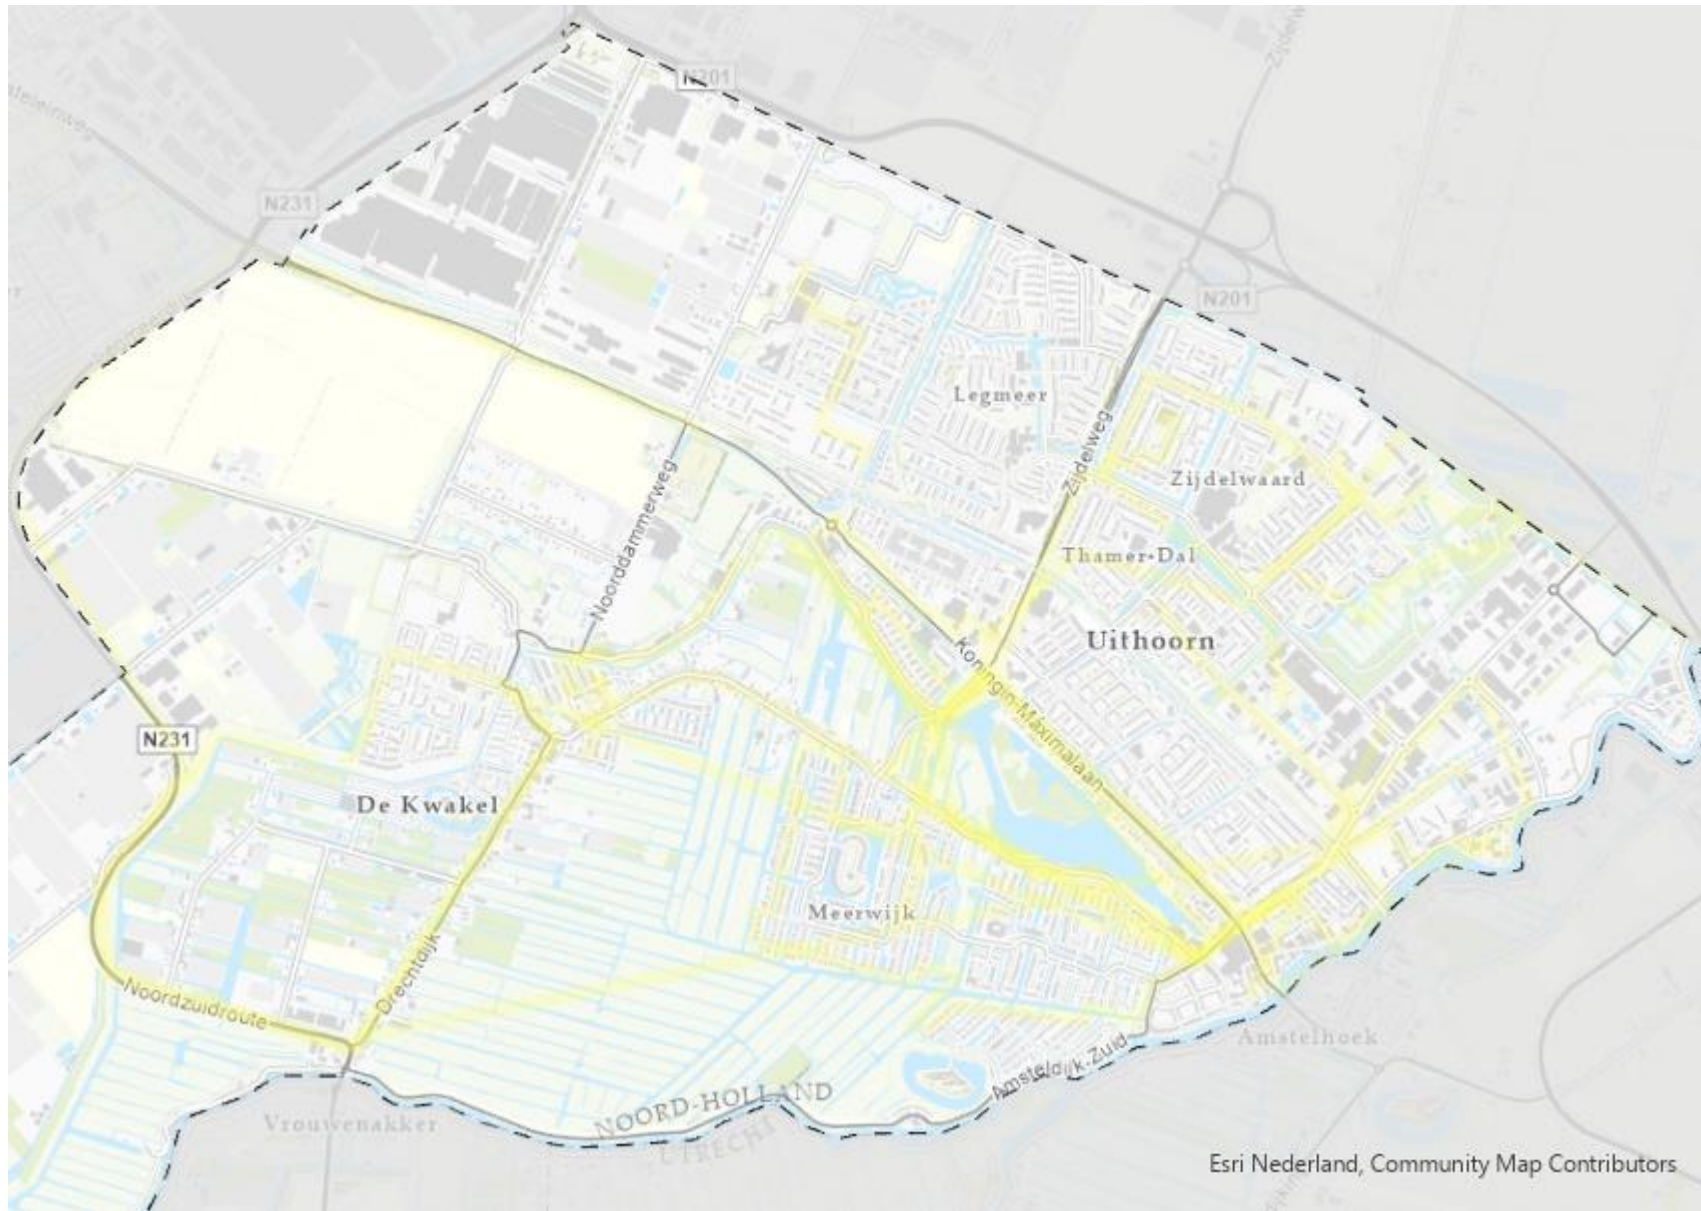 N201
N231
N201
Legmeer
Zijdelweg
Zijdelwaard
Noorddammerweg
Thamer-Dal
Uithoorn
Koningin-Máximalaan
N231
De Kwakel
Meerwijk
Drechtdijk
Noordzuidroute
Amsteldijk-Zuid
Amstelhoek
NOORD-HOLLAND
Vrouwenakker
UTRECHT
Esri Nederland, Community Map Contributors